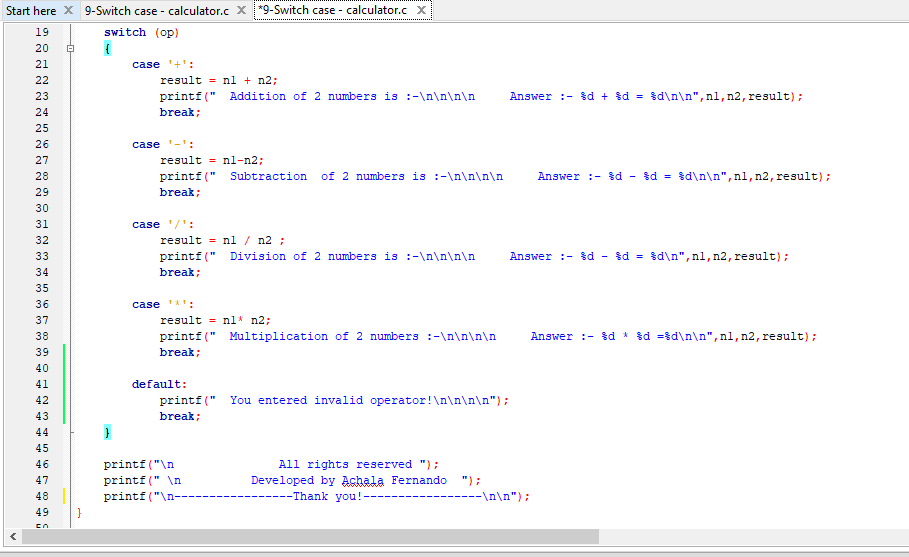 Start here 9-Switch case - calculator.c *9-Switch case - calculator.c
19 switch (op)
20 {
21 case '+':
22 result = n1 + n2;
23 printf("  Addition of 2 numbers is :-\n\n\n\n     Answer :- %d + %d = %d\n\n",n1,n2,result);
24 break;
25
26 case '-':
27 result = n1-n2;
28 printf("  Subtraction  of 2 numbers is :-\n\n\n\n     Answer :- %d - %d = %d\n\n",n1,n2,result);
29 break;
30
31 case '/':
32 result = n1 / n2 ;
33 printf("  Division of 2 numbers is :-\n\n\n\n     Answer :- %d - %d = %d\n",n1,n2,result);
34 break;
35
36 case '*':
37 result = n1* n2;
38 printf("  Multiplication of 2 numbers :-\n\n\n\n     Answer :- %d * %d =%d\n\n",n1,n2,result);
39 break;
40
41 default:
42 printf("  You entered invalid operator!\n\n\n\n");
43 break;
44 }
45
46 printf("\n               All rights reserved ");
47 printf(" \n          Developed by Achala Fernando  ");
48 printf("\n-----------------Thank you!-----------------\n\n");
49 }
50